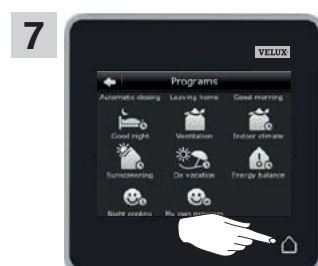 7
VELUX
Programs
Automatic closing Leaving home Good morning
Good night Ventilation Indoor climate
Sunscreening On vacation Energy balance
Night cooling My own program